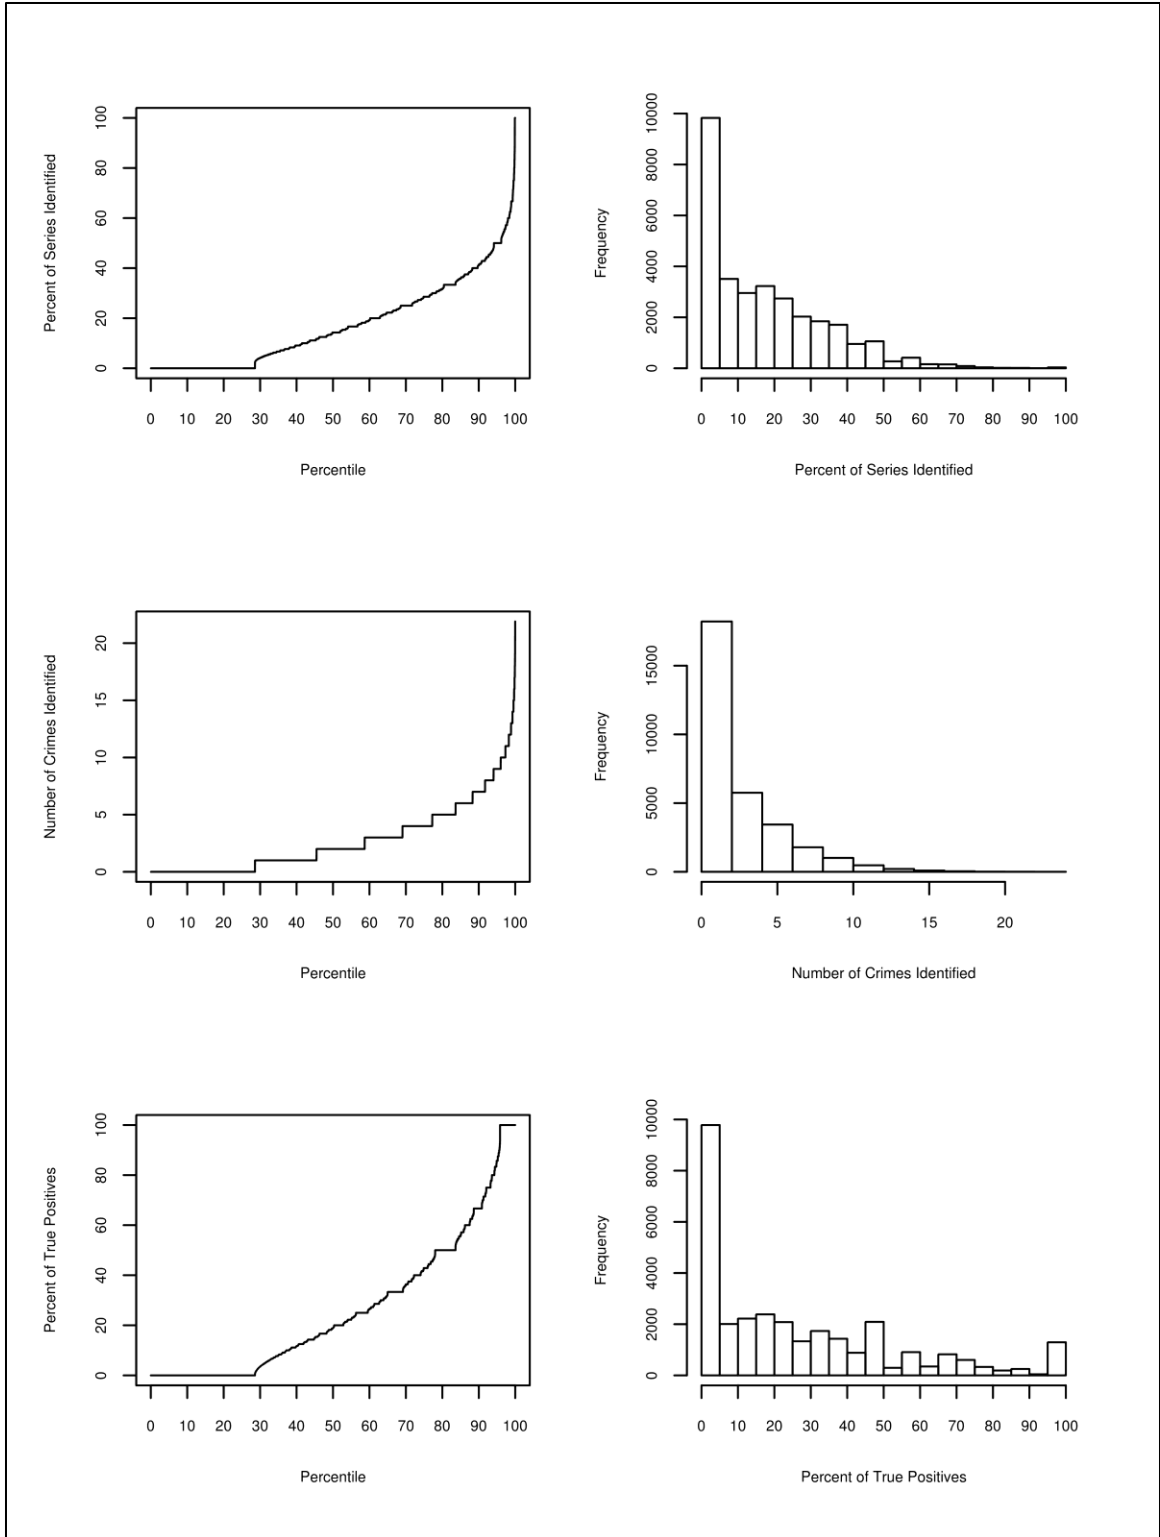 Percent of Series Identified
0 20 40 60 80 100
0 10 20 30 40 50 60 70 80 90 100
Percentile
Frequency
0 2000 4000 6000 8000 10000
0 10 20 30 40 50 60 70 80 90 100
Percent of Series Identified
Number of Crimes Identified
0 5 10 15 20
0 10 20 30 40 50 60 70 80 90 100
Percentile
Frequency
0 5000 10000 15000
0 5 10 15 20
Number of Crimes Identified
Percent of True Positives
0 20 40 60 80 100
0 10 20 30 40 50 60 70 80 90 100
Percentile
Frequency
0 2000 4000 6000 8000 10000
0 10 20 30 40 50 60 70 80 90 100
Percent of True Positives